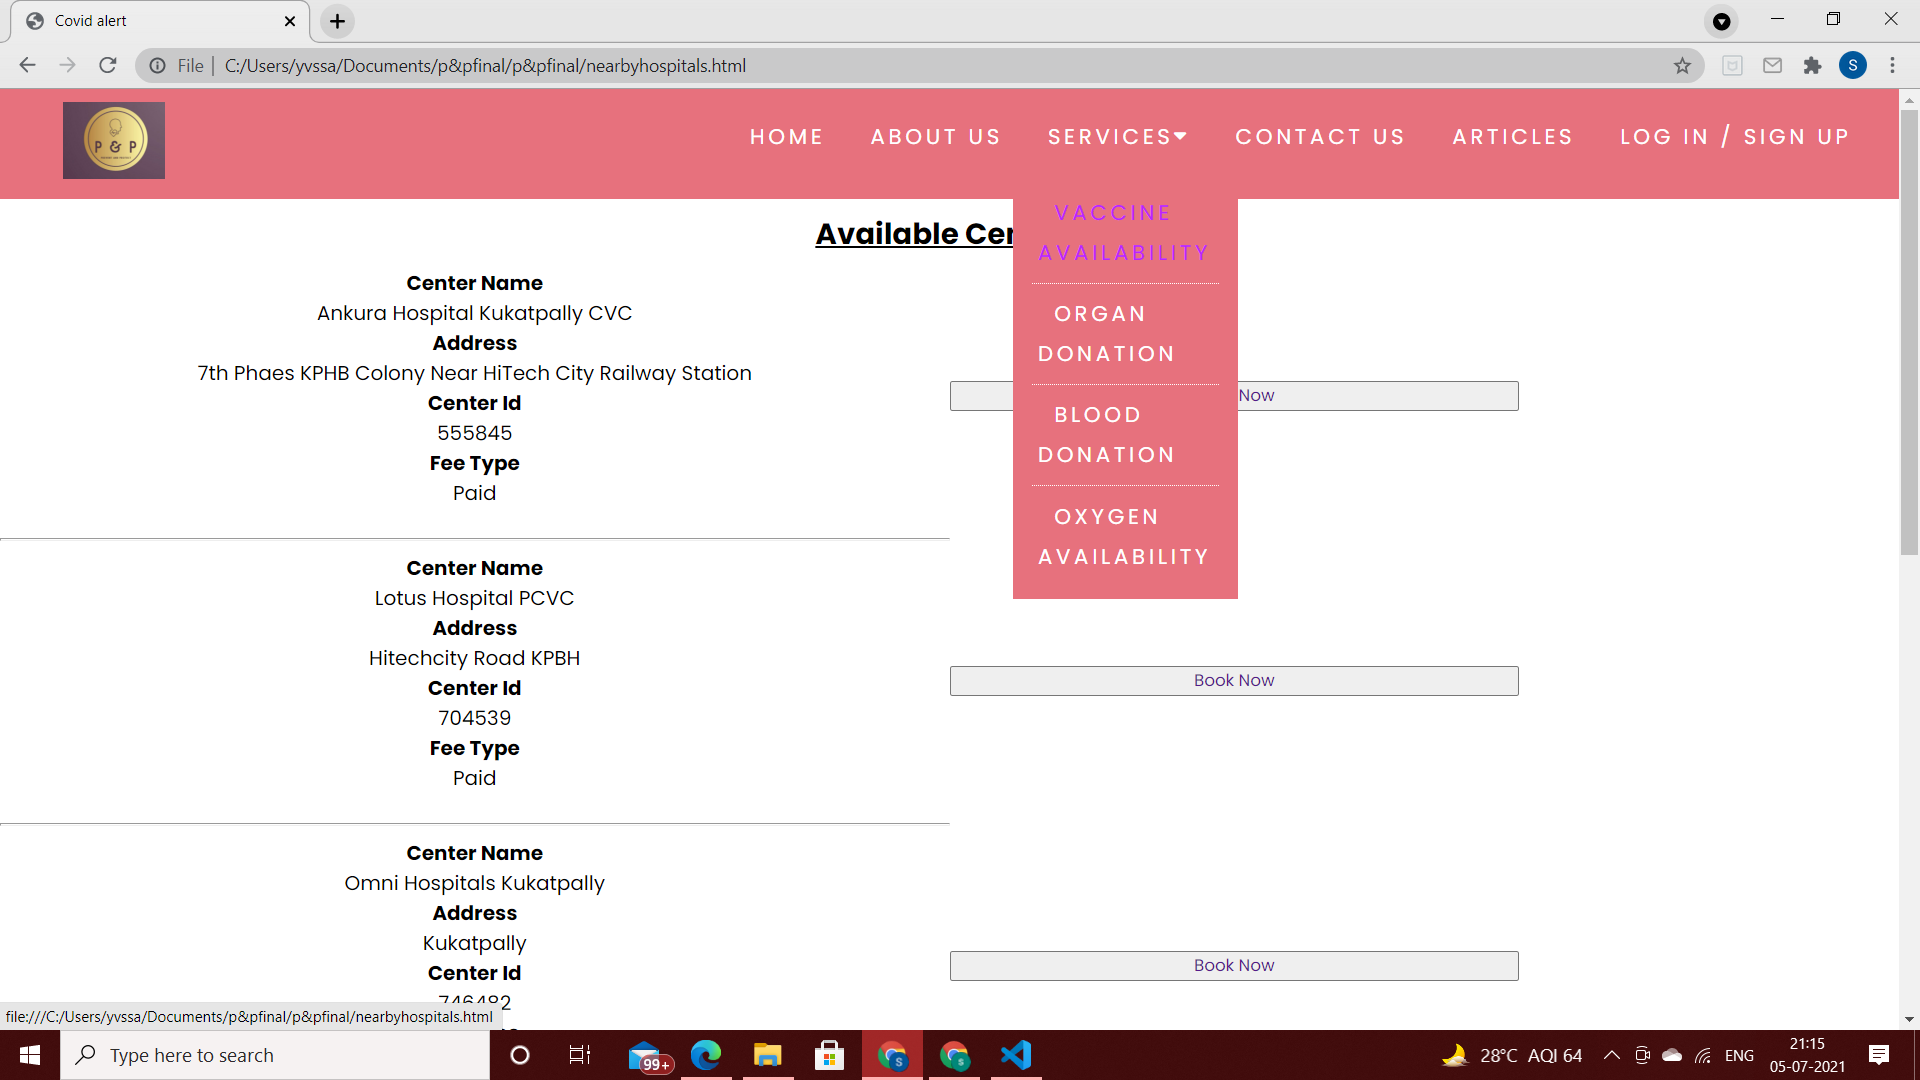 Covid alert
File | C:/Users/yvssa/Documents/p&pfinal/p&pfinal/nearbyhospitals.html
S
P & P
HOME ABOUT US SERVICES CONTACT US ARTICLES LOG IN / SIGN UP
VACCINE
AVAILABILITY
ORGAN
DONATION
BLOOD
DONATION
OXYGEN
AVAILABILITY
Available Cen
Center Name
Ankura Hospital Kukatpally CVC
Address
7th Phaes KPHB Colony Near HiTech City Railway Station
Center Id
555845
Fee Type
Paid
Now
Center Name
Lotus Hospital PCVC
Address
Hitechcity Road KPBH
Center Id
704539
Fee Type
Paid
Book Now
Center Name
Omni Hospitals Kukatpally
Address
Kukatpally
Center Id
746482
Book Now
file:///C:/Users/yvssa/Documents/p&pfinal/p&pfinal/nearbyhospitals.html
Type here to search
99+
S
S
28°C AQI 64
ENG
21:15
05-07-2021